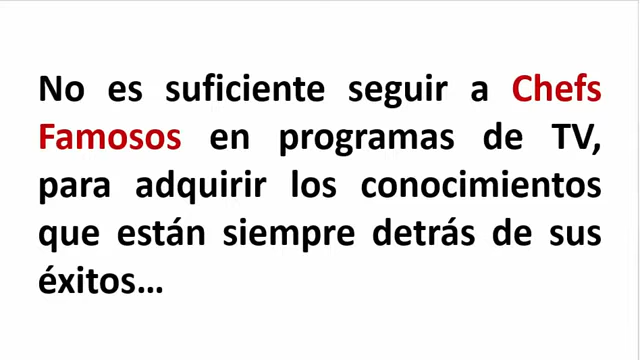 No es suficiente seguir a Chefs
Famosos en programas de TV,
para adquirir los conocimientos
que están siempre detrás de sus
éxitos...